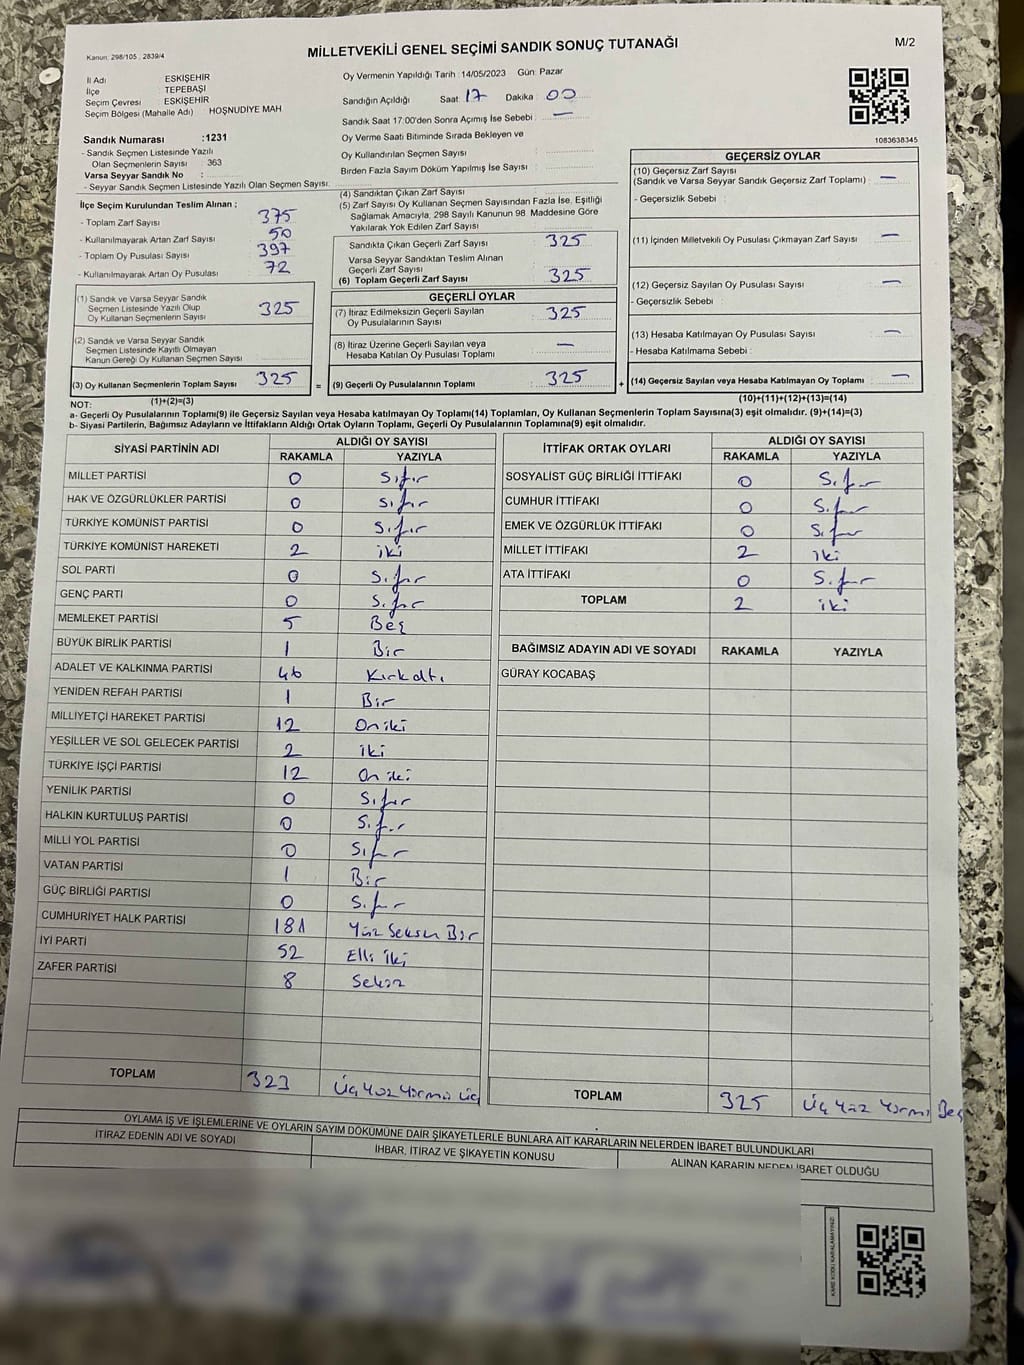 Kanun: 298/105 ; 2839/4
MİLLETVEKİLİ GENEL SEÇİMİ SANDIK SONUÇ TUTANAĞI
M/2
İl Adı ESKİŞEHİR
İlçe : TEPEBAŞI
Seçim Çevresi ESKİŞEHİR
Seçim Bölgesi (Mahalle Adı) : HOŞNUDİYE MAH.
Sandık Numarası :1231
- Sandık Seçmen Listesinde Yazılı
Olan Seçmenlerin Sayısı : 363
Varsa Seyyar Sandık No :
- Seyyar Sandık Seçmen Listesinde Yazılı Olan Seçmen Sayısı:
Oy Vermenin Yapıldığı Tarih : 14/05/2023 Gün: Pazar
Sandığın Açıldığı Saat: 17 Dakika : 00
Sandık Saat 17:00'den Sonra Açımış İse Sebebi : —
Oy Verme Saati Bitiminde Sırada Bekleyen ve
Oy Kullandırılan Seçmen Sayısı :
Birden Fazla Sayım Döküm Yapılmış İse Sayısı :
1083638345
İlçe Seçim Kurulundan Teslim Alınan ;
- Toplam Zarf Sayısı : 375
- Kullanılmayarak Artan Zarf Sayısı : 50
- Toplam Oy Pusulası Sayısı : 397
- Kullanılmayarak Artan Oy Pusulası : 72
(4) Sandıktan Çıkan Zarf Sayısı :
(5) Zarf Sayısı Oy Kullanan Seçmen Sayısından Fazla İse, Eşitliği
Sağlamak Amacıyla, 298 Sayılı Kanunun 98. Maddesine Göre
Yakılarak Yok Edilen Zarf Sayısı :
Sandıkta Çıkan Geçerli Zarf Sayısı : 325
Varsa Seyyar Sandıktan Teslim Alınan
Geçerli Zarf Sayısı :
(6) Toplam Geçerli Zarf Sayısı : 325
GEÇERSİZ OYLAR
(10) Geçersiz Zarf Sayısı
(Sandık ve Varsa Seyyar Sandık Geçersiz Zarf Toplamı) : —
- Geçersizlik Sebebi :
(11) İçinden Milletvekili Oy Pusulası Çıkmayan Zarf Sayısı : —
(12) Geçersiz Sayılan Oy Pusulası Sayısı : —
- Geçersizlik Sebebi :
(13) Hesaba Katılmayan Oy Pusulası Sayısı : —
- Hesaba Katılmama Sebebi :
(14) Geçersiz Sayılan veya Hesaba Katılmayan Oy Toplamı : —
(10)+(11)+(12)+(13)=(14)
(1) Sandık ve Varsa Seyyar Sandık
Seçmen Listesinde Yazılı Olup
Oy Kullanan Seçmenlerin Sayısı : 325
(2) Sandık ve Varsa Seyyar Sandık
Seçmen Listesinde Kayıtlı Olmayan
Kanun Gereği Oy Kullanan Seçmen Sayısı :
(3) Oy Kullanan Seçmenlerin Toplam Sayısı : 325 =
(1)+(2)=(3)
GEÇERLİ OYLAR
(7) İtiraz Edilmeksizin Geçerli Sayılan
Oy Pusulalarının Sayısı : 325
(8) İtiraz Üzerine Geçerli Sayılan veya
Hesaba Katılan Oy Pusulası Toplamı : —
(9) Geçerli Oy Pusulalarının Toplamı : 325 +
NOT:
a- Geçerli Oy Pusulalarının Toplamı(9) ile Geçersiz Sayılan veya Hesaba katılmayan Oy Toplamı(14) Toplamları, Oy Kullanan Seçmenlerin Toplam Sayısına(3) eşit olmalıdır. (9)+(14)=(3)
b- Siyasi Partilerin, Bağımsız Adayların ve İttifakların Aldığı Ortak Oyların Toplamı, Geçerli Oy Pusulalarının Toplamına(9) eşit olmalıdır.
SİYASİ PARTİNİN ADI ALDIĞI OY SAYISI
RAKAMLA YAZIYLA
MİLLET PARTİSİ 0 Sıfır
HAK VE ÖZGÜRLÜKLER PARTİSİ 0 Sıfır
TÜRKİYE KOMÜNİST PARTİSİ 0 Sıfır
TÜRKİYE KOMÜNİST HAREKETİ 2 iki
SOL PARTİ 0 Sıfır
GENÇ PARTİ 0 Sıfır
MEMLEKET PARTİSİ 5 Beş
BÜYÜK BİRLİK PARTİSİ 1 Bir
ADALET VE KALKINMA PARTİSİ 46 Kırkaltı
YENİDEN REFAH PARTİSİ 1 Bir
MİLLİYETÇİ HAREKET PARTİSİ 12 Oniki
YEŞİLLER VE SOL GELECEK PARTİSİ 2 iki
TÜRKİYE İŞÇİ PARTİSİ 12 On iki
YENİLİK PARTİSİ 0 Sıfır
HALKIN KURTULUŞ PARTİSİ 0 Sıfır
MİLLİ YOL PARTİSİ 0 Sıfır
VATAN PARTİSİ 1 Bir
GÜÇ BİRLİĞİ PARTİSİ 0 Sıfır
CUMHURİYET HALK PARTİSİ 181 Yüz Seksen Bir
İYİ PARTİ 52 Elli iki
ZAFER PARTİSİ 8 Sekiz
TOPLAM 323 Üç Yüz Yirmi Üç
İTTİFAK ORTAK OYLARI ALDIĞI OY SAYISI
RAKAMLA YAZIYLA
SOSYALİST GÜÇ BİRLİĞİ İTTİFAKI 0 Sıfır
CUMHUR İTTİFAKI 0 Sıfır
EMEK VE ÖZGÜRLÜK İTTİFAKI 0 Sıfır
MİLLET İTTİFAKI 2 iki
ATA İTTİFAKI 0 Sıfır
TOPLAM 2 iki
BAĞIMSIZ ADAYIN ADI VE SOYADI RAKAMLA YAZIYLA
GÜRAY KOCABAŞ
TOPLAM 325 Üç Yüz Yirmi Beş
OYLAMA İŞ VE İŞLEMLERİNE VE OYLARIN SAYIM DÖKÜMÜNE DAİR ŞİKAYETLERLE BUNLARA AİT KARARLARIN NELERDEN İBARET BULUNDUKLARI
İTİRAZ EDENİN ADI VE SOYADI İHBAR, İTİRAZ VE ŞİKAYETİN KONUSU ALINAN KARARIN NEDEN İBARET OLDUĞU
KARE KODU KARALAMAYINIZ!